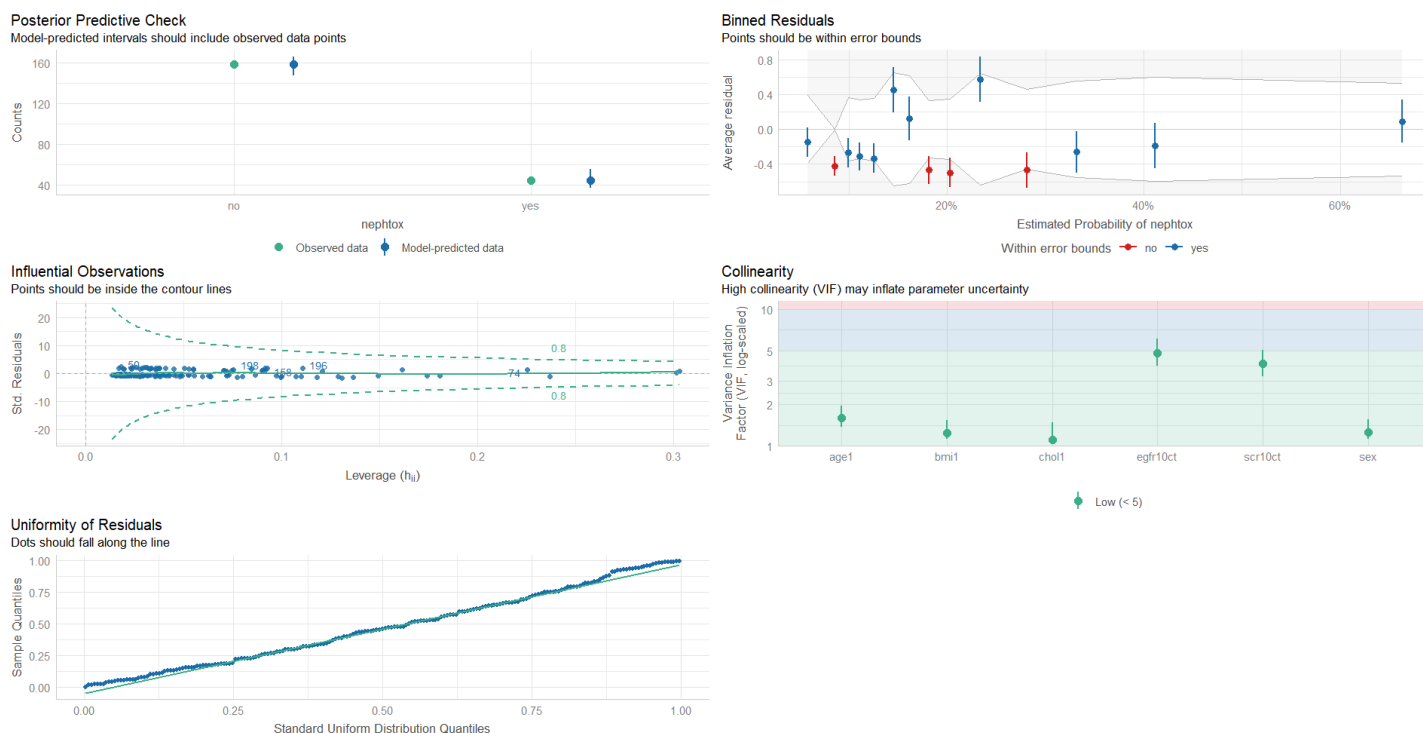 Posterior Predictive Check
Model-predicted intervals should include observed data points
160
120
80
40
Counts
no
yes
nephtox
Observed data
Model-predicted data
Binned Residuals
Points should be within error bounds
0.8
0.4
0.0
-0.4
Average residual
20%
40%
60%
Estimated Probability of nephtox
Within error bounds
no
yes
Influential Observations
Points should be inside the contour lines
20
10
0
-10
-20
Std. Residuals
0.8
59
198
196
158
74
0.8
0.0
0.1
0.2
0.3
Leverage (hii)
Collinearity
High collinearity (VIF) may inflate parameter uncertainty
10
5
3
2
1
Variance Inflation
Factor (VIF, log-scaled)
age1
bmi1
chol1
egfr10ct
scr10ct
sex
Low (< 5)
Uniformity of Residuals
Dots should fall along the line
1.00
0.75
0.50
0.25
0.00
Sample Quantiles
0.00
0.25
0.50
0.75
1.00
Standard Uniform Distribution Quantiles